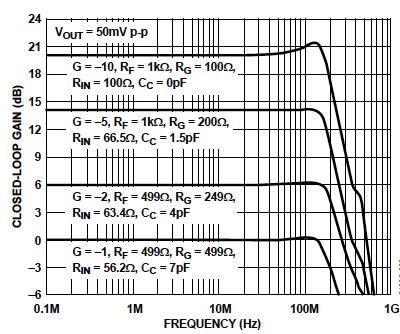 24
V_OUT = 50mV p-p
21
18
G = –10, R_F = 1kΩ, R_G = 100Ω,
R_IN = 100Ω, C_C = 0pF
15
12
G = –5, R_F = 1kΩ, R_G = 200Ω,
R_IN = 66.5Ω, C_C = 1.5pF
9
6
G = –2, R_F = 499Ω, R_G = 249Ω,
R_IN = 63.4Ω, C_C = 4pF
3
0
G = –1, R_F = 499Ω, R_G = 499Ω,
R_IN = 56.2Ω, C_C = 7pF
–3
–6
CLOSED-LOOP GAIN (dB)
0.1M 1M 10M 100M 1G
FREQUENCY (Hz)